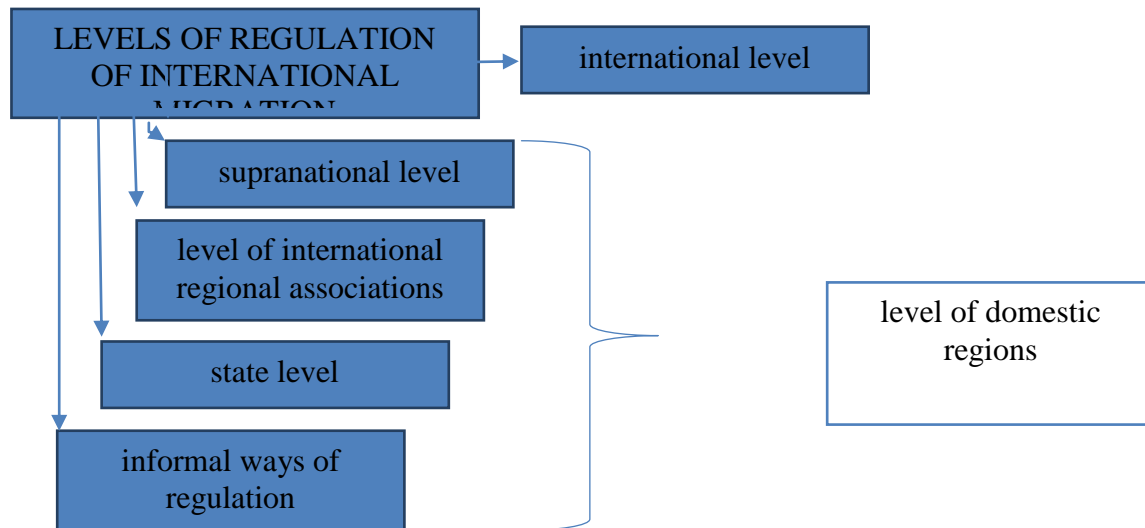 LEVELS OF REGULATION
OF INTERNATIONAL
MIGRATION
international level
supranational level
level of international
regional associations
state level
informal ways of
regulation
level of domestic
regions